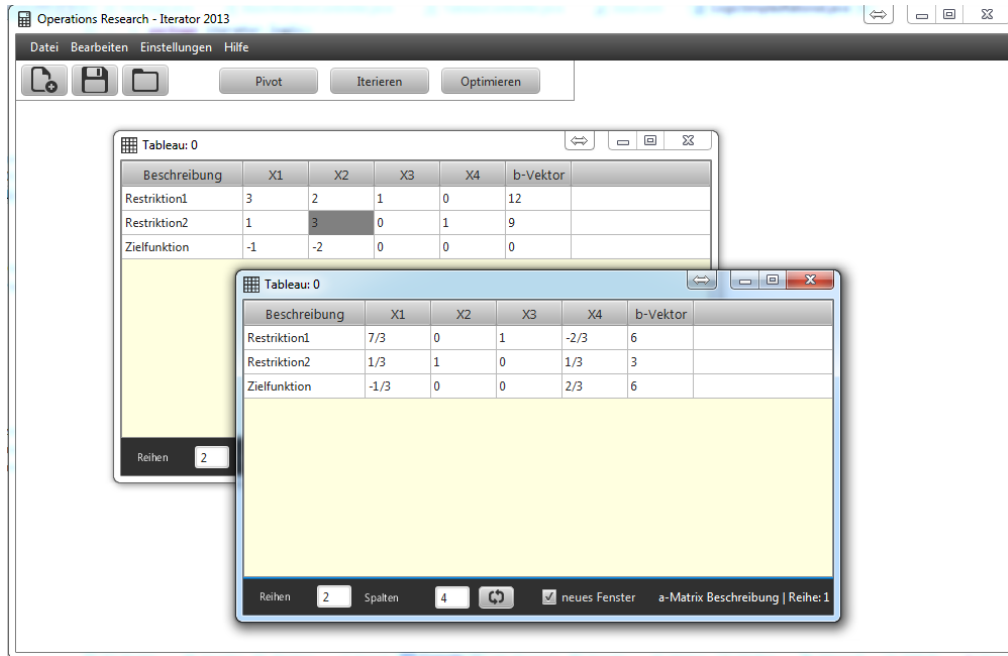 Operations Research - Iterator 2013
Datei Bearbeiten Einstellungen Hilfe
Pivot Iterieren Optimieren
Tableau: 0
Beschreibung X1 X2 X3 X4 b-Vektor
Restriktion1 3 2 1 0 12
Restriktion2 1 3 0 1 9
Zielfunktion -1 -2 0 0 0
Reihen 2
Tableau: 0
Beschreibung X1 X2 X3 X4 b-Vektor
Restriktion1 7/3 0 1 -2/3 6
Restriktion2 1/3 1 0 1/3 3
Zielfunktion -1/3 0 0 2/3 6
Reihen 2 Spalten 4 neues Fenster a-Matrix Beschreibung | Reihe: 1